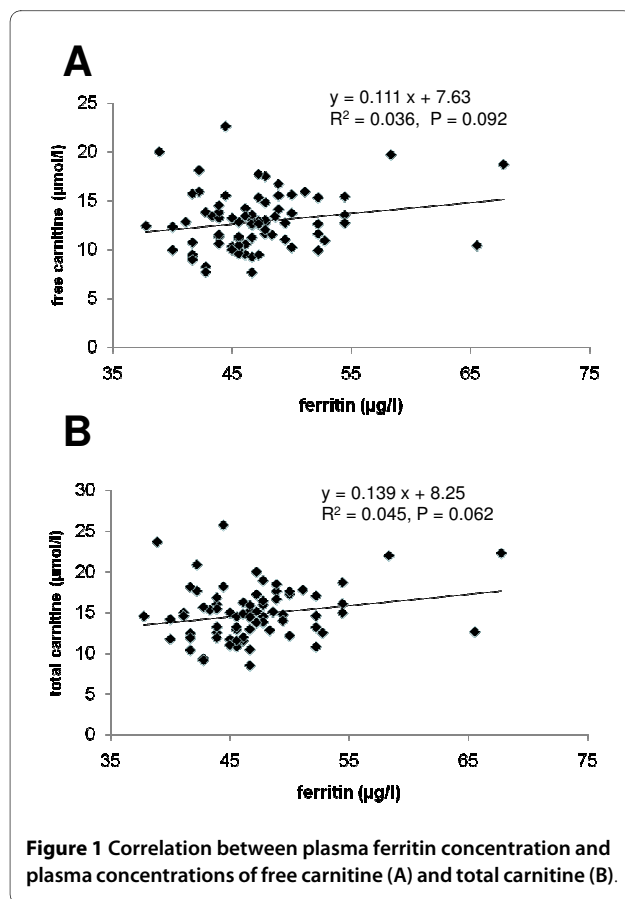 A
y = 0.111 x + 7.63
R² = 0.036, P = 0.092
25
20
15
10
5
0
free carnitine (µmol/l)
35 45 55 65 75
ferritin (µg/l)
B
y = 0.139 x + 8.25
R² = 0.045, P = 0.062
30
25
20
15
10
5
0
total carnitine (µmol/l)
35 45 55 65 75
ferritin (µg/l)
Figure 1 Correlation between plasma ferritin concentration and
plasma concentrations of free carnitine (A) and total carnitine (B).